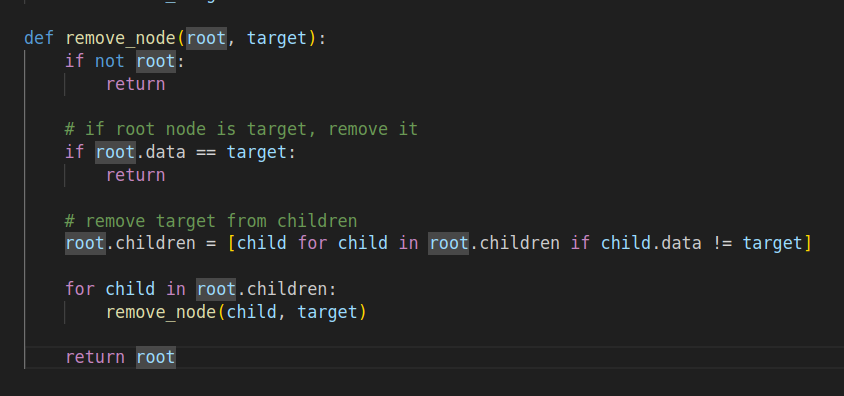 def remove_node(root, target):
    if not root:
        return

    # if root node is target, remove it
    if root.data == target:
        return

    # remove target from children
    root.children = [child for child in root.children if child.data != target]

    for child in root.children:
        remove_node(child, target)

    return root